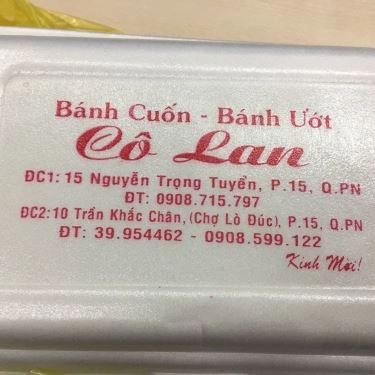 Bánh Cuốn - Bánh Ướt
Cô Lan
ĐC1: 15 Nguyễn Trọng Tuyển, P.15, Q.PN
ĐT: 0908.715.797
ĐC2:10 Trần Khắc Chân,(Chợ Lò Đúc), P.15, Q.PN
ĐT: 39.954462 - 0908.599.122
Kính Mời!